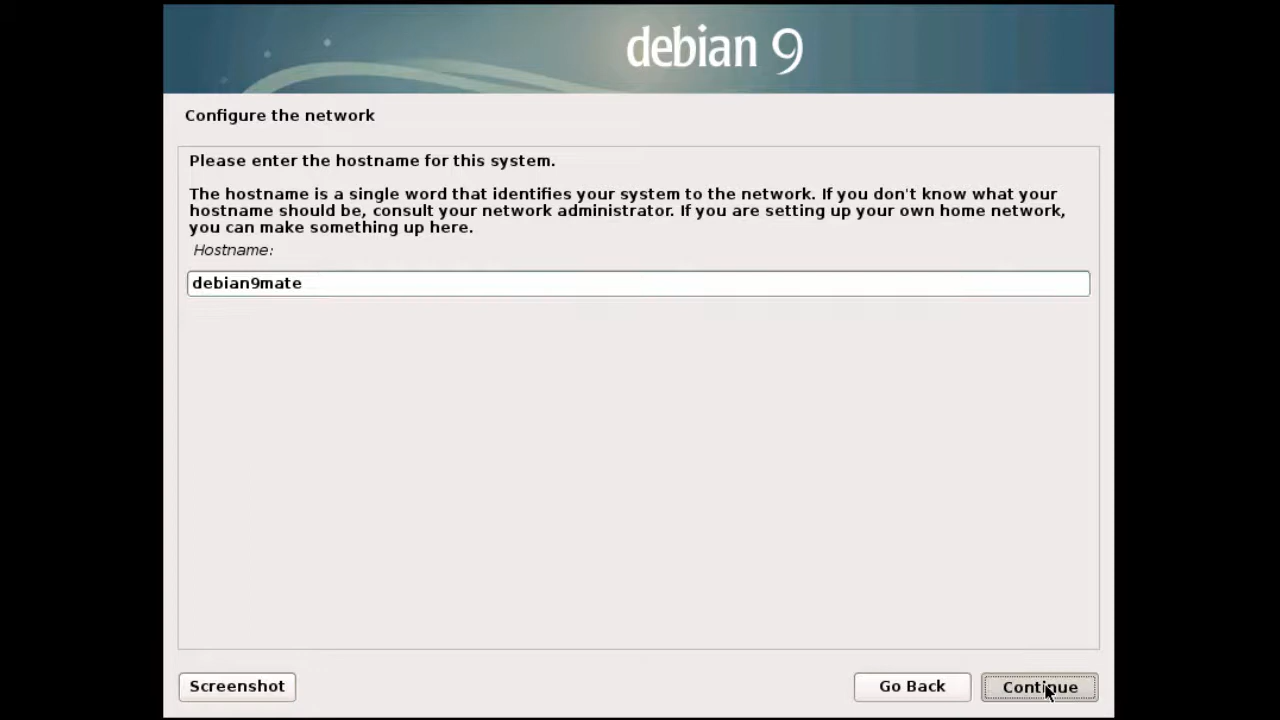 debian 9
Configure the network
Please enter the hostname for this system.
The hostname is a single word that identifies your system to the network. If you don't know what your
hostname should be, consult your network administrator. If you are setting up your own home network,
you can make something up here.
Hostname:
debian9mate
Screenshot
Go Back
Continue